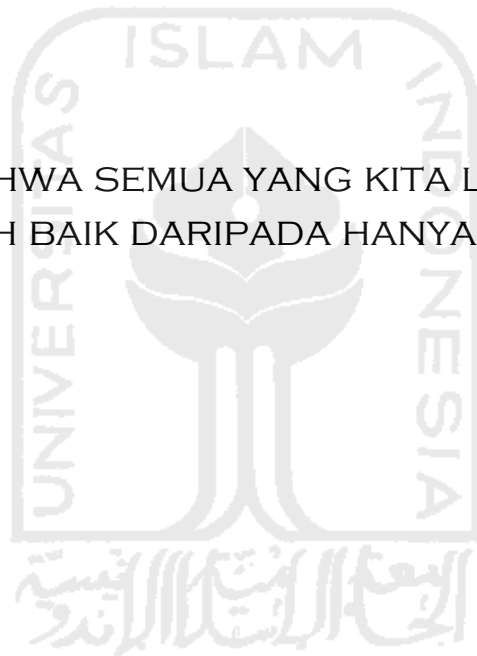 ISLAM
UNIVERSITAS
INDONESIA
HWA SEMUA YANG KITA L
H BAIK DARIPADA HANYA